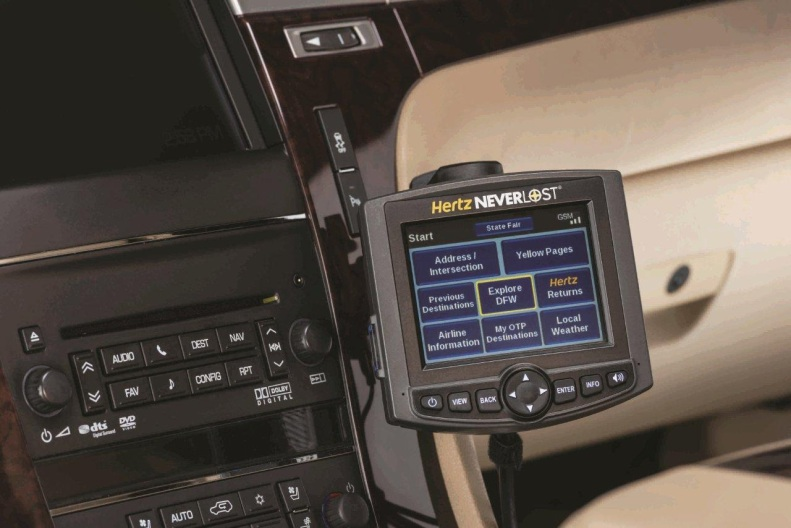 Hertz NEVERLOST®
Start
State Fair
GSM
Address /
Intersection
Yellow Pages
Previous
Destinations
Explore
DFW
Hertz
Returns
Airline
Information
My OTP
Destinations
Local
Weather
VIEW
BACK
ENTER
INFO
OFF
AUDIO
DEST
NAV
FAV
CONFIG
RPT
dts
Digital Surround
DVD
VIDEO
DOLBY
DIGITAL
AUTO